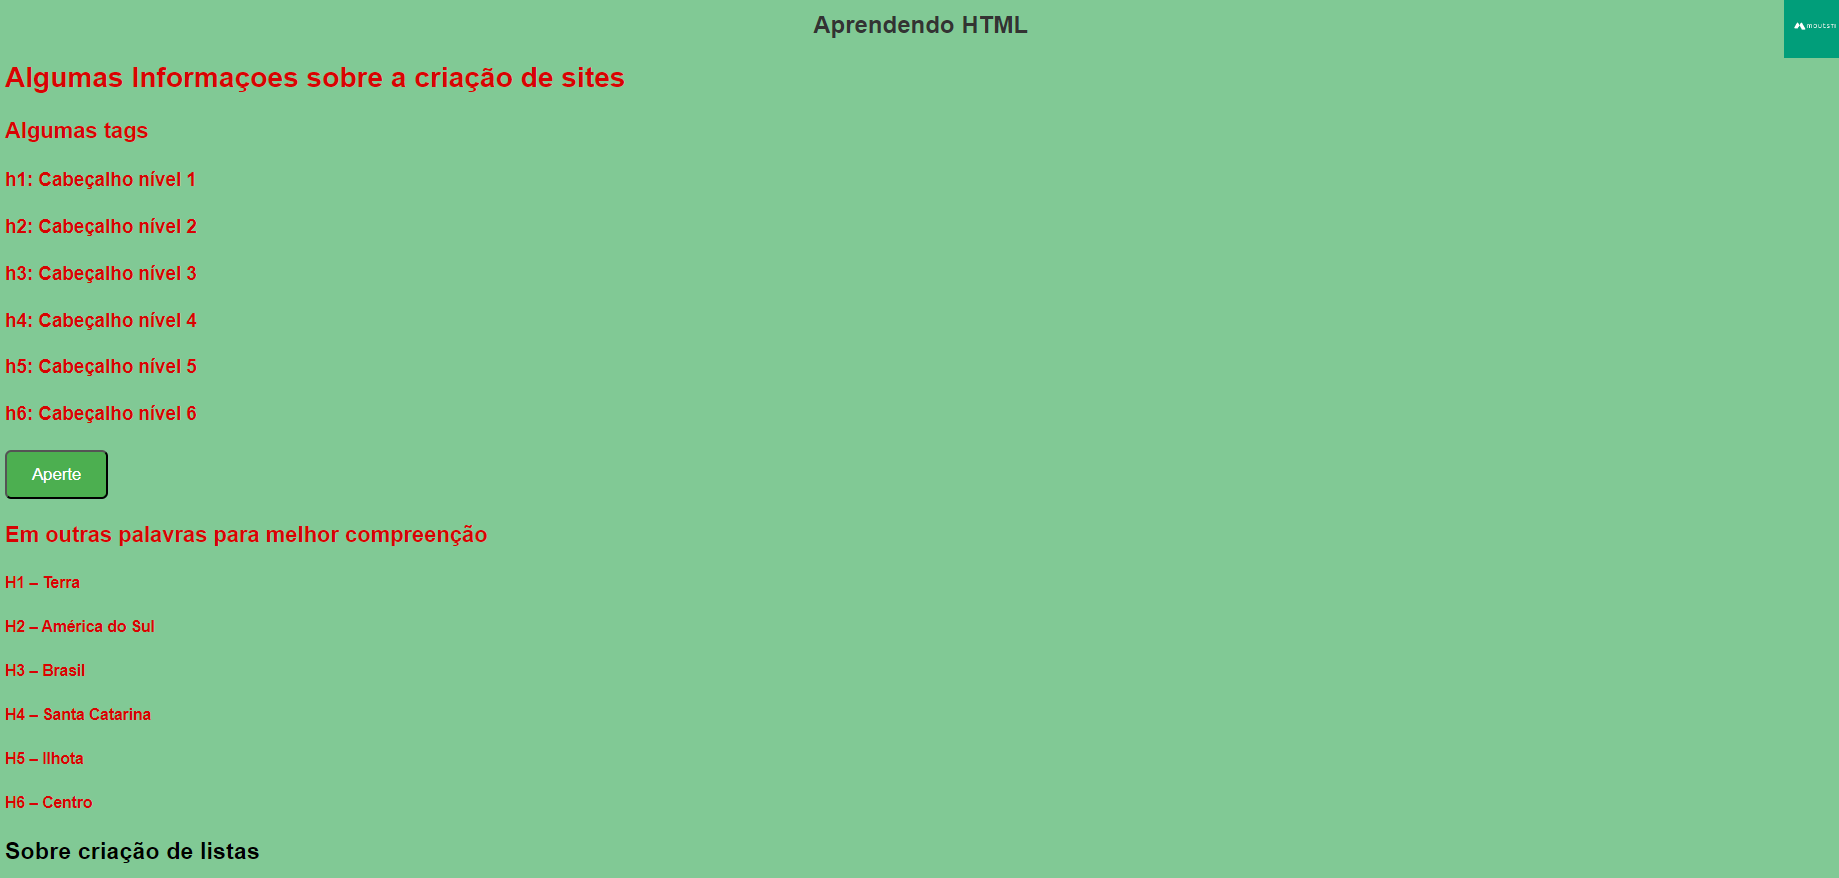 Aprendendo HTML
moutsTI
Algumas Informaçoes sobre a criação de sites
Algumas tags
h1: Cabeçalho nível 1
h2: Cabeçalho nível 2
h3: Cabeçalho nível 3
h4: Cabeçalho nível 4
h5: Cabeçalho nível 5
h6: Cabeçalho nível 6
Aperte
Em outras palavras para melhor compreenção
H1 – Terra
H2 – América do Sul
H3 – Brasil
H4 – Santa Catarina
H5 – Ilhota
H6 – Centro
Sobre criação de listas